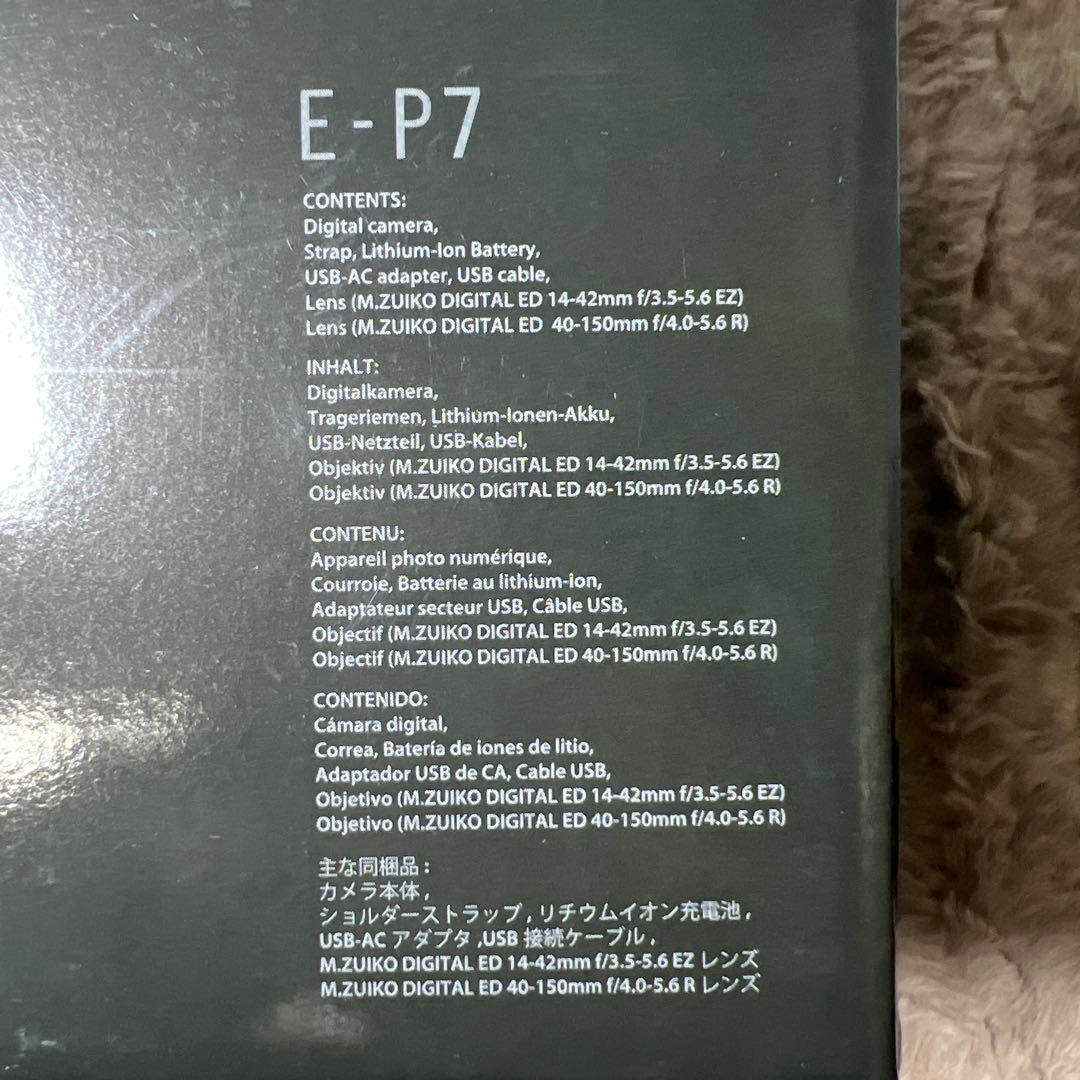 E-P7
CONTENTS:
Digital camera,
Strap, Lithium-Ion Battery,
USB-AC adapter, USB cable,
Lens (M.ZUIKO DIGITAL ED 14-42mm f/3.5-5.6 EZ)
Lens (M.ZUIKO DIGITAL ED 40-150mm f/4.0-5.6 R)
INHALT:
Digitalkamera,
Trageriemen, Lithium-Ionen-Akku,
USB-Netzteil, USB-Kabel,
Objektiv (M.ZUIKO DIGITAL ED 14-42mm f/3.5-5.6 EZ)
Objektiv (M.ZUIKO DIGITAL ED 40-150mm f/4.0-5.6 R)
CONTENU:
Appareil photo numérique,
Courroie, Batterie au lithium-ion,
Adaptateur secteur USB, Câble USB,
Objectif (M.ZUIKO DIGITAL ED 14-42mm f/3.5-5.6 EZ)
Objectif (M.ZUIKO DIGITAL ED 40-150mm f/4.0-5.6 R)
CONTENIDO:
Cámara digital,
Correa, Batería de iones de litio,
Adaptador USB de CA, Cable USB,
Objetivo (M.ZUIKO DIGITAL ED 14-42mm f/3.5-5.6 EZ)
Objetivo (M.ZUIKO DIGITAL ED 40-150mm f/4.0-5.6 R)
主な同梱品：
カメラ本体,
ショルダーストラップ, リチウムイオン充電池,
USB-AC アダプタ ,USB 接続ケーブル,
M.ZUIKO DIGITAL ED 14-42mm f/3.5-5.6 EZ レンズ
M.ZUIKO DIGITAL ED 40-150mm f/4.0-5.6 R レンズ